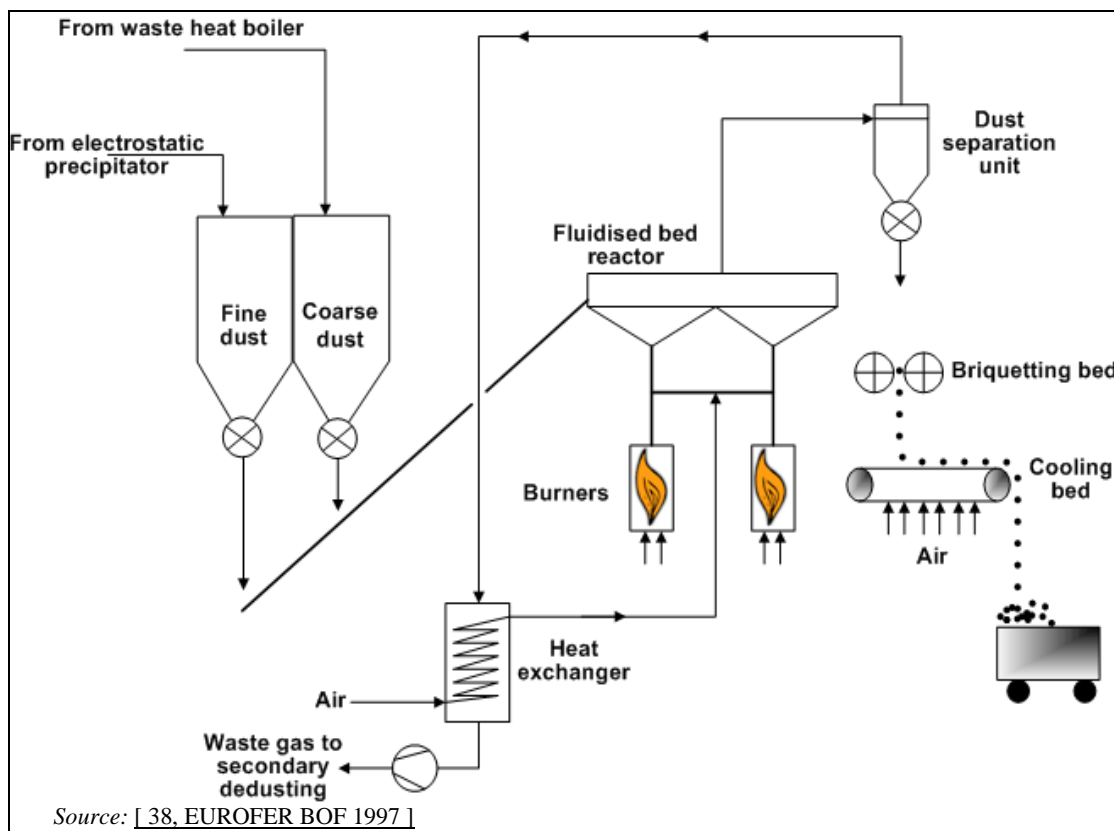 From waste heat boiler
From electrostatic
precipitator
Dust
separation
unit
Fluidised bed
reactor
Fine
dust
Coarse
dust
Briquetting bed
Burners
Cooling
bed
Air
Heat
exchanger
Air
Waste gas to
secondary
dedusting
Source: [ 38, EUROFER BOF 1997 ]